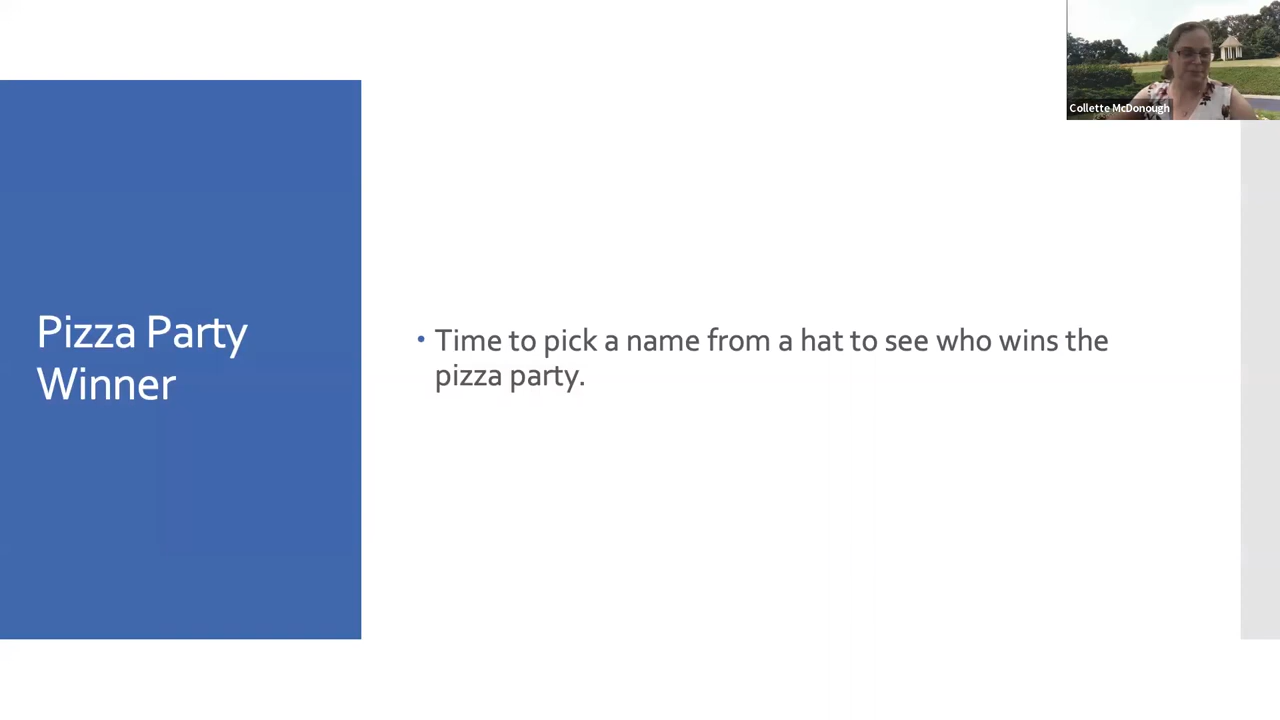 Collette McDonough
Pizza Party
Winner
• Time to pick a name from a hat to see who wins the
pizza party.